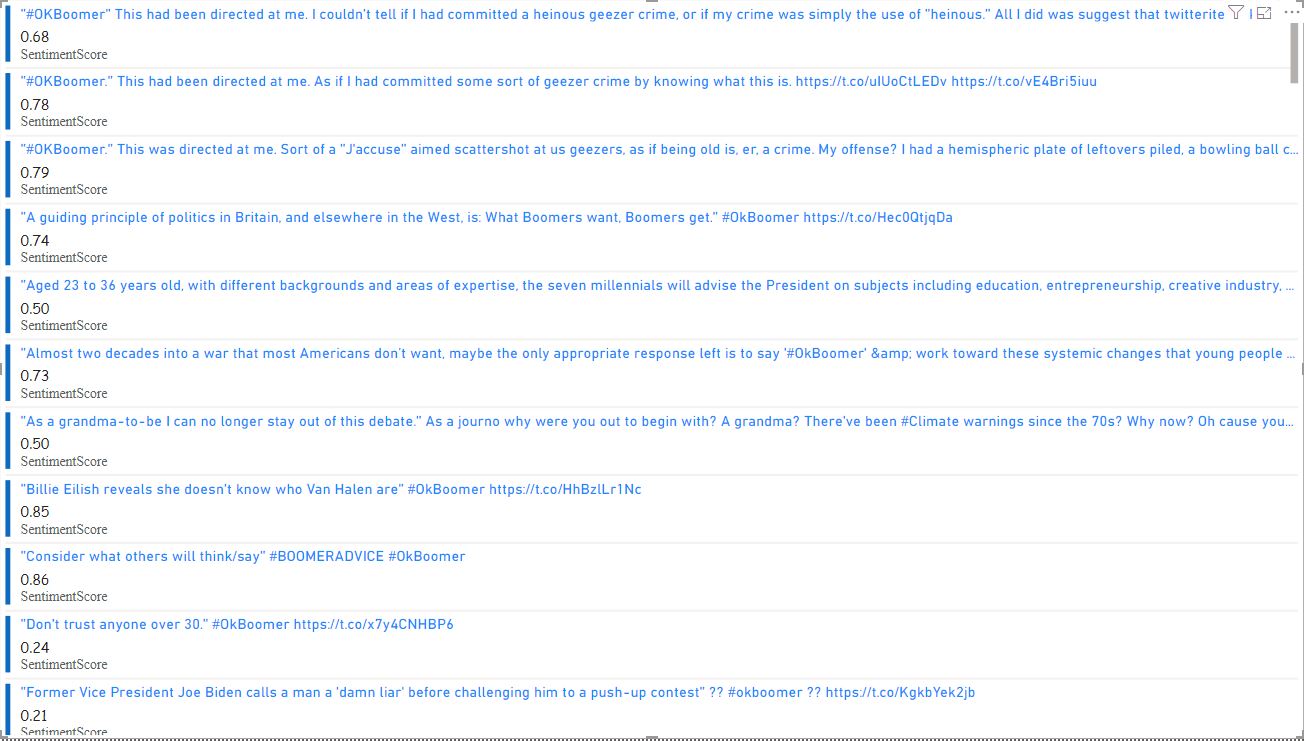 "#OKBoomer" This had been directed at me. I couldn't tell if I had committed a heinous geezer crime, or if my crime was simply the use of "heinous." All I did was suggest that twitterite
0.68
SentimentScore
"#OKBoomer." This had been directed at me. As if I had committed some sort of geezer crime by knowing what this is. https://t.co/uIUoCtLEDv https://t.co/vE4Bri5iuu
0.78
SentimentScore
"#OKBoomer." This was directed at me. Sort of a "J'accuse" aimed scattershot at us geezers, as if being old is, er, a crime. My offense? I had a hemispheric plate of leftovers piled, a bowling ball c...
0.79
SentimentScore
"A guiding principle of politics in Britain, and elsewhere in the West, is: What Boomers want, Boomers get." #OkBoomer https://t.co/Hec0QtjqDa
0.74
SentimentScore
"Aged 23 to 36 years old, with different backgrounds and areas of expertise, the seven millennials will advise the President on subjects including education, entrepreneurship, creative industry, ...
0.50
SentimentScore
"Almost two decades into a war that most Americans don't want, maybe the only appropriate response left is to say '#OkBoomer' &amp; work toward these systemic changes that young people ...
0.73
SentimentScore
"As a grandma-to-be I can no longer stay out of this debate." As a journo why were you out to begin with? A grandma? There've been #Climate warnings since the 70s? Why now? Oh cause you...
0.50
SentimentScore
"Billie Eilish reveals she doesn't know who Van Halen are" #OkBoomer https://t.co/HhBzlLr1Nc
0.85
SentimentScore
"Consider what others will think/say" #BOOMERADVICE #OkBoomer
0.86
SentimentScore
"Don't trust anyone over 30." #OkBoomer https://t.co/x7y4CNHBP6
0.24
SentimentScore
"Former Vice President Joe Biden calls a man a 'damn liar' before challenging him to a push-up contest" ?? #okboomer ?? https://t.co/KgkbYek2jb
0.21
SentimentScore